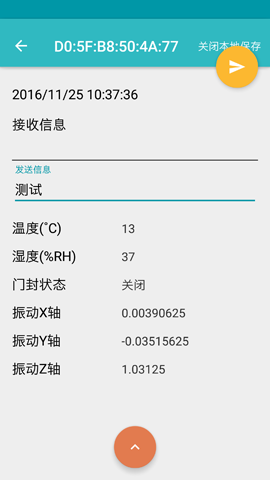 D0:5F:B8:50:4A:77 关闭本地保存
2016/11/25 10:37:36
接收信息
发送信息
测试
温度(˚C) 13
湿度(%RH) 37
门封状态 关闭
振动X轴 0.00390625
振动Y轴 -0.03515625
振动Z轴 1.03125